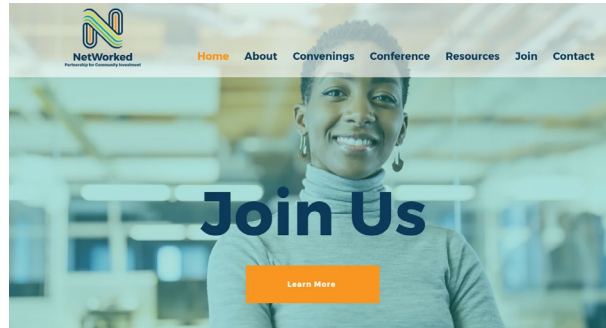 NetWorked
Partnership for Community Investment
Home About Convenings Conference Resources Join Contact
Join Us
Learn More